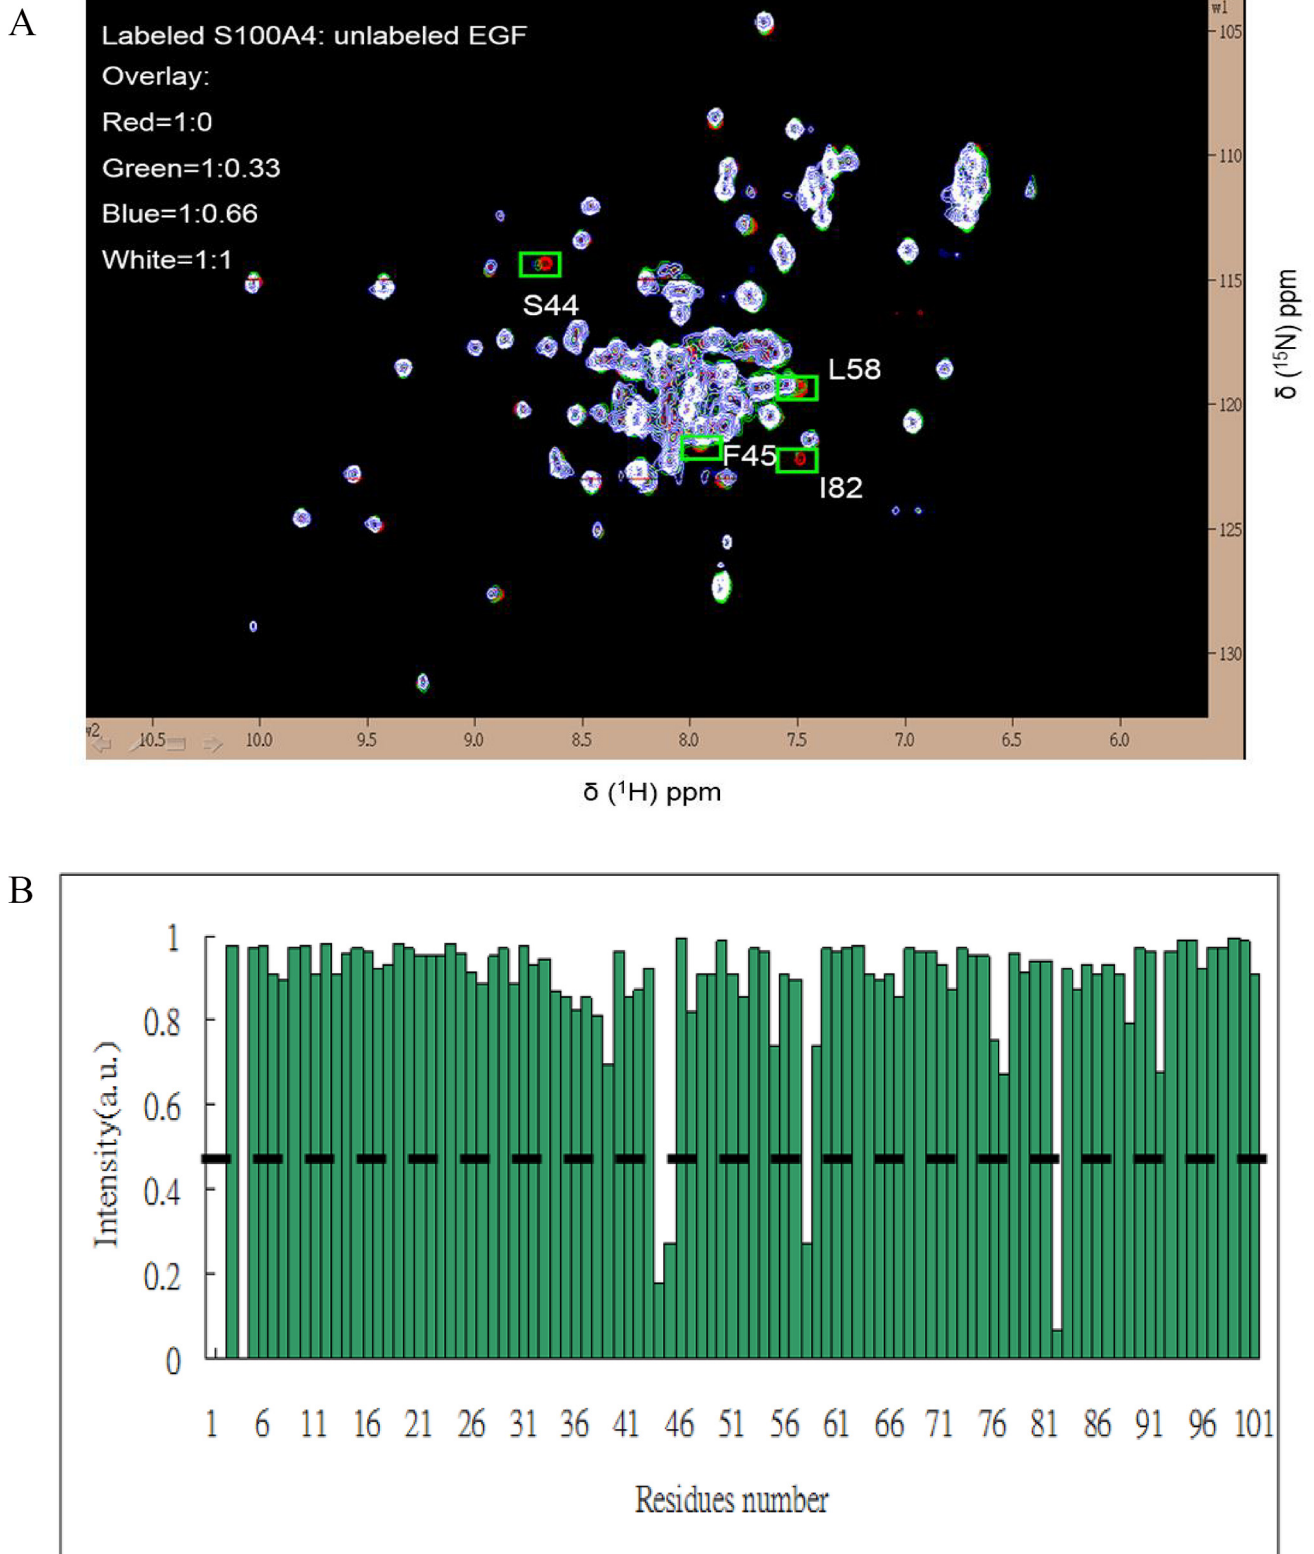 A
Labeled S100A4: unlabeled EGF
Overlay:
Red=1:0
Green=1:0.33
Blue=1:0.66
White=1:1
S44
L58
F45
I82
w1
105
110
115
120
125
130
δ (¹⁵N) ppm
w2
10.5 10.0 9.5 9.0 8.5 8.0 7.5 7.0 6.5 6.0
δ (¹H) ppm
B
1
0.8
0.6
0.4
0.2
0
Intensity(a.u.)
1 6 11 16 21 26 31 36 41 46 51 56 61 66 71 76 81 86 91 96 101
Residues number